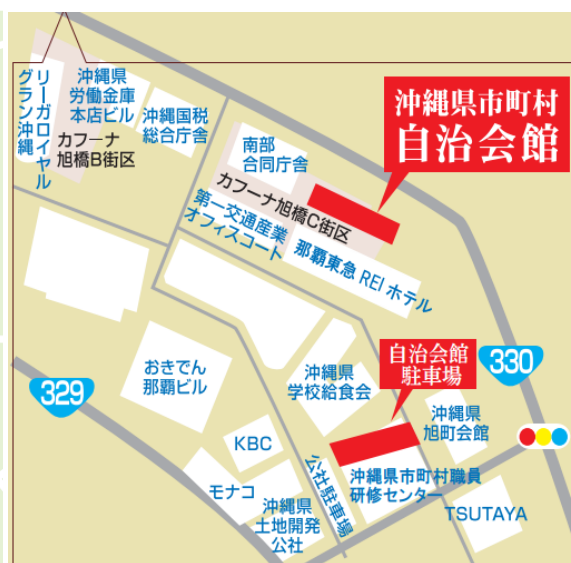 リーガロイヤル
グラン沖縄
沖縄県
労働金庫
本店ビル
カフーナ
旭橋B街区
沖縄国税
総合庁舎
南部
合同庁舎
沖縄県市町村
自治会館
カフーナ旭橋C街区
第一交通産業
オフィスコート
那覇東急 REI ホテル
おきでん
那覇ビル
沖縄県
学校給食会
自治会館
駐車場
330
329
沖縄県
旭町会館
KBC
モナコ
沖縄県
土地開発
公社
公社駐車場
沖縄県市町村職員
研修センター
TSUTAYA